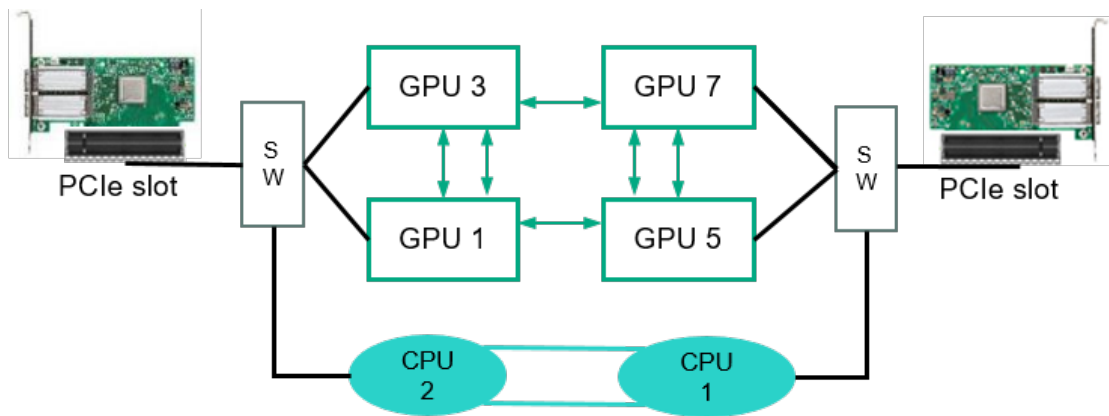 GPU 3
GPU 7
S
W
S
W
PCIe slot
PCIe slot
GPU 1
GPU 5
CPU
2
CPU
1